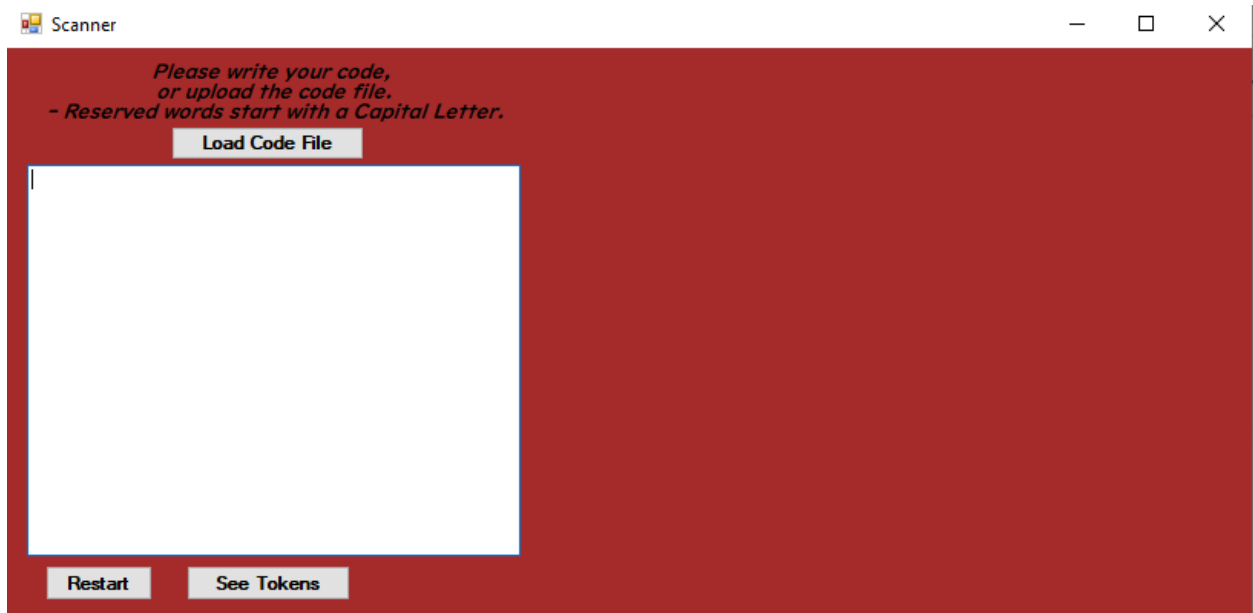 Scanner
Please write your code,
or upload the code file.
- Reserved words start with a Capital Letter.
Load Code File
Restart
See Tokens